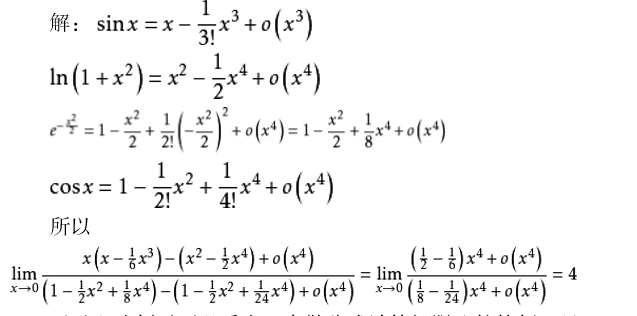 解： sin x = x − 1/3! x³ + o(x³)
ln(1 + x²) = x² − 1/2 x⁴ + o(x⁴)
e^(−x²/2) = 1 − x²/2 + 1/2! (−x²/2)² + o(x⁴) = 1 − x²/2 + 1/8 x⁴ + o(x⁴)
cos x = 1 − 1/2! x² + 1/4! x⁴ + o(x⁴)
所以
lim x→0 [x(x − 1/6 x³) − (x² − 1/2 x⁴) + o(x⁴)] / [(1 − 1/2 x² + 1/8 x⁴) − (1 − 1/2 x² + 1/24 x⁴) + o(x⁴)] = lim x→0 [(1/2 − 1/6)x⁴ + o(x⁴)] / [(1/8 − 1/24)x⁴ + o(x⁴)] = 4